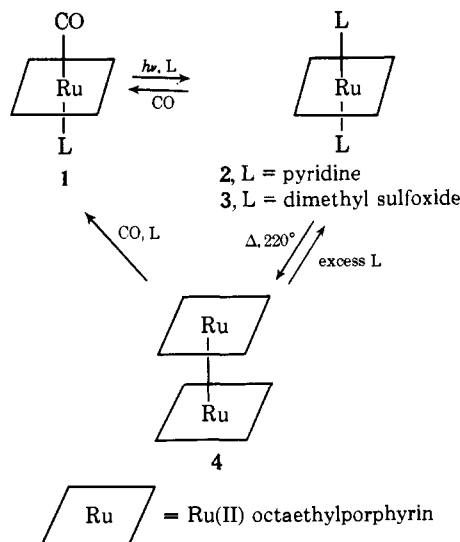 CO
L
hν, L
Ru
CO
Ru
L
L
1
2, L = pyridine
3, L = dimethyl sulfoxide
Δ, 220°
CO, L
excess L
Ru
Ru
4
Ru = Ru(II) octaethylporphyrin